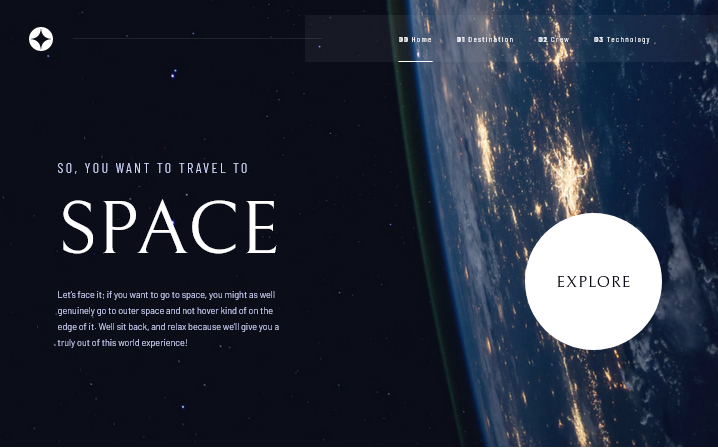 00 Home 01 Destination 02 Crew 03 Technology
SO, YOU WANT TO TRAVEL TO
SPACE
Let's face it; if you want to go to space, you might as well
genuinely go to outer space and not hover kind of on the
edge of it. Well sit back, and relax because we'll give you a
truly out of this world experience!
EXPLORE